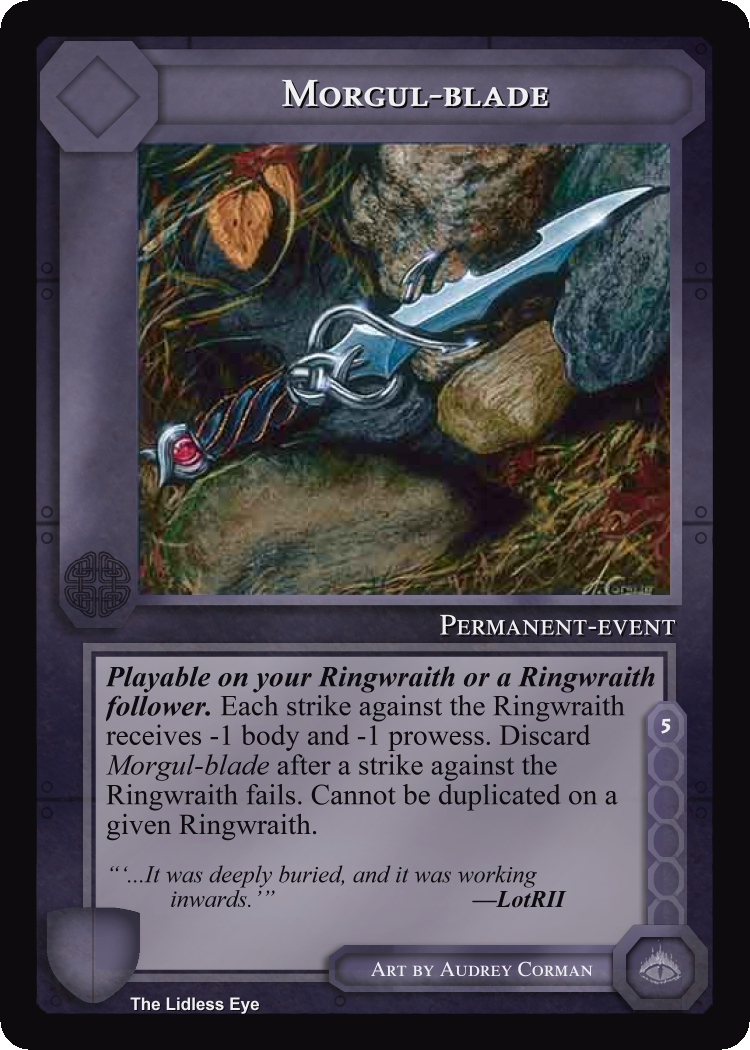 Morgul-blade
Permanent-event
Playable on your Ringwraith or a Ringwraith
follower. Each strike against the Ringwraith
receives -1 body and -1 prowess. Discard
Morgul-blade after a strike against the
Ringwraith fails. Cannot be duplicated on a
given Ringwraith.
5
“‘...It was deeply buried, and it was working
inwards.’” —LotRII
Art by Audrey Corman
The Lidless Eye